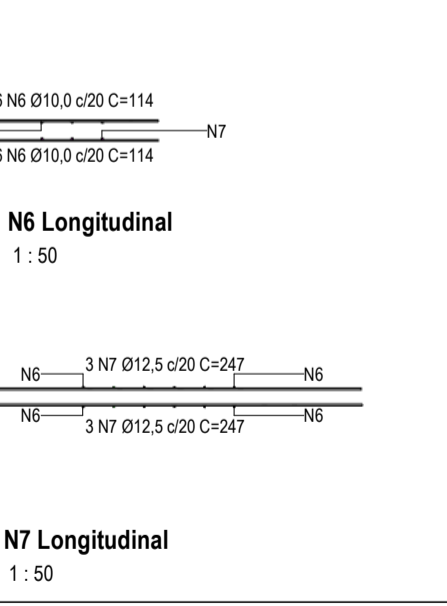 6 N6 Ø10,0 c/20 C=114
N7
6 N6 Ø10,0 c/20 C=114
N6 Longitudinal
1 : 50
N6 3 N7 Ø12,5 c/20 C=247 N6
N6 3 N7 Ø12,5 c/20 C=247 N6
N7 Longitudinal
1 : 50